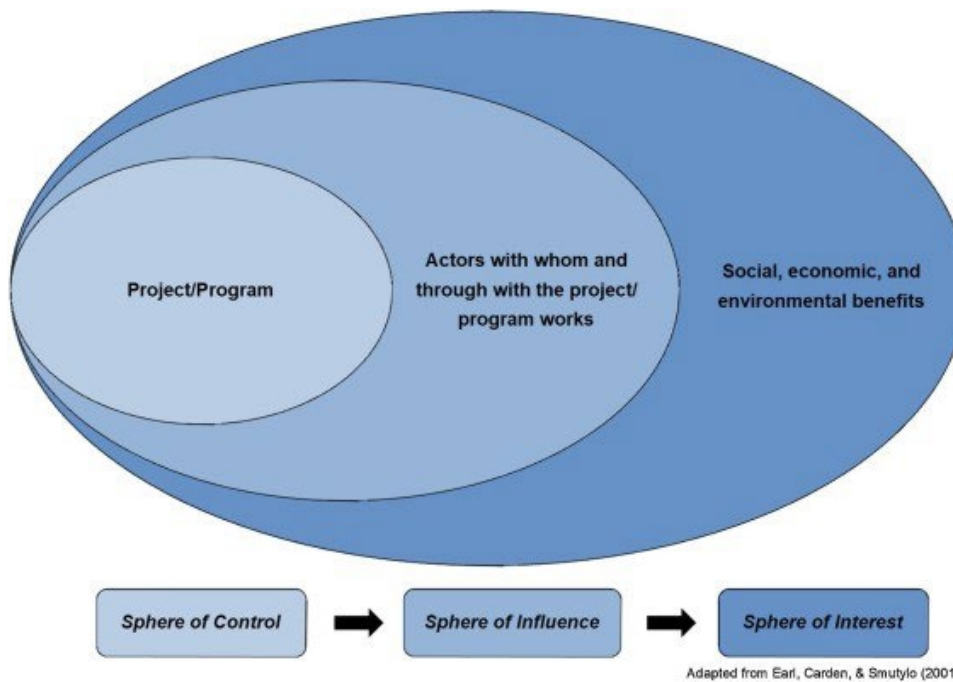 Project/Program
Actors with whom and
through with the project/
program works
Social, economic, and
environmental benefits
Sphere of Control
Sphere of Influence
Sphere of Interest
Adapted from Earl, Carden, & Smutylo (2001